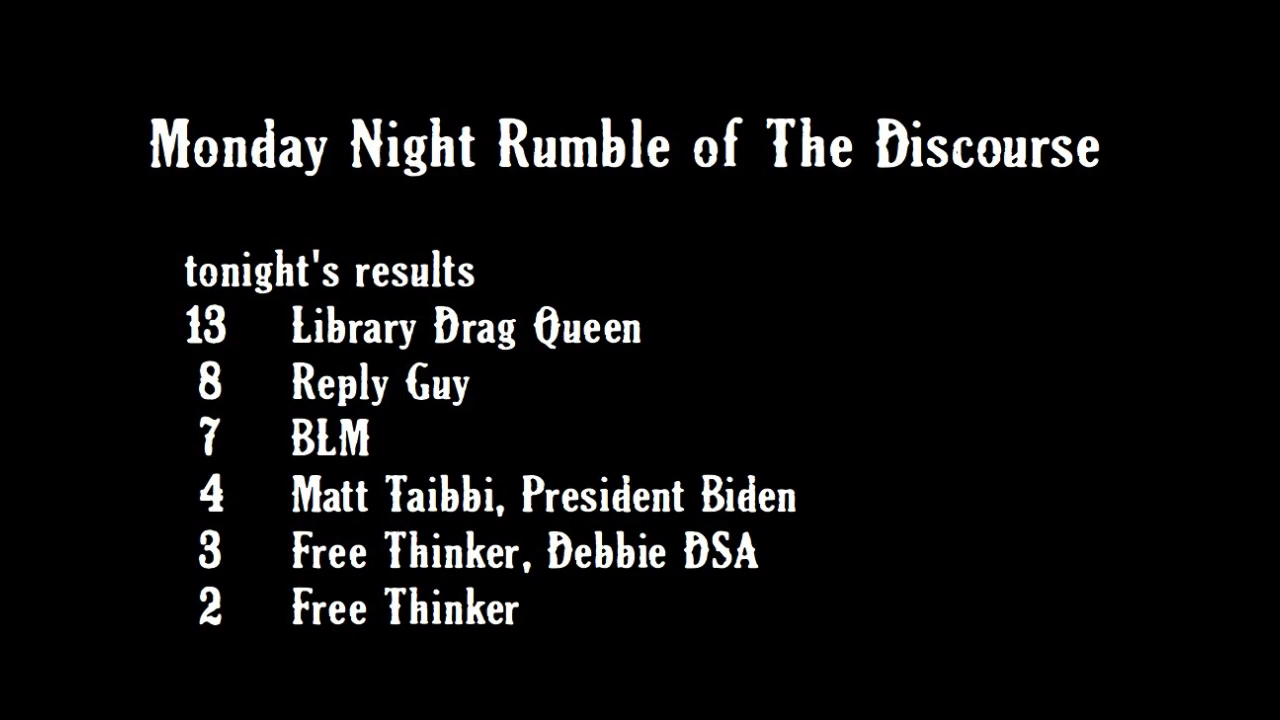 Monday Night Rumble of The Discourse
tonight's results
13 Library Drag Queen
8 Reply Guy
7 BLM
4 Matt Taibbi, President Biden
3 Free Thinker, Debbie DSA
2 Free Thinker